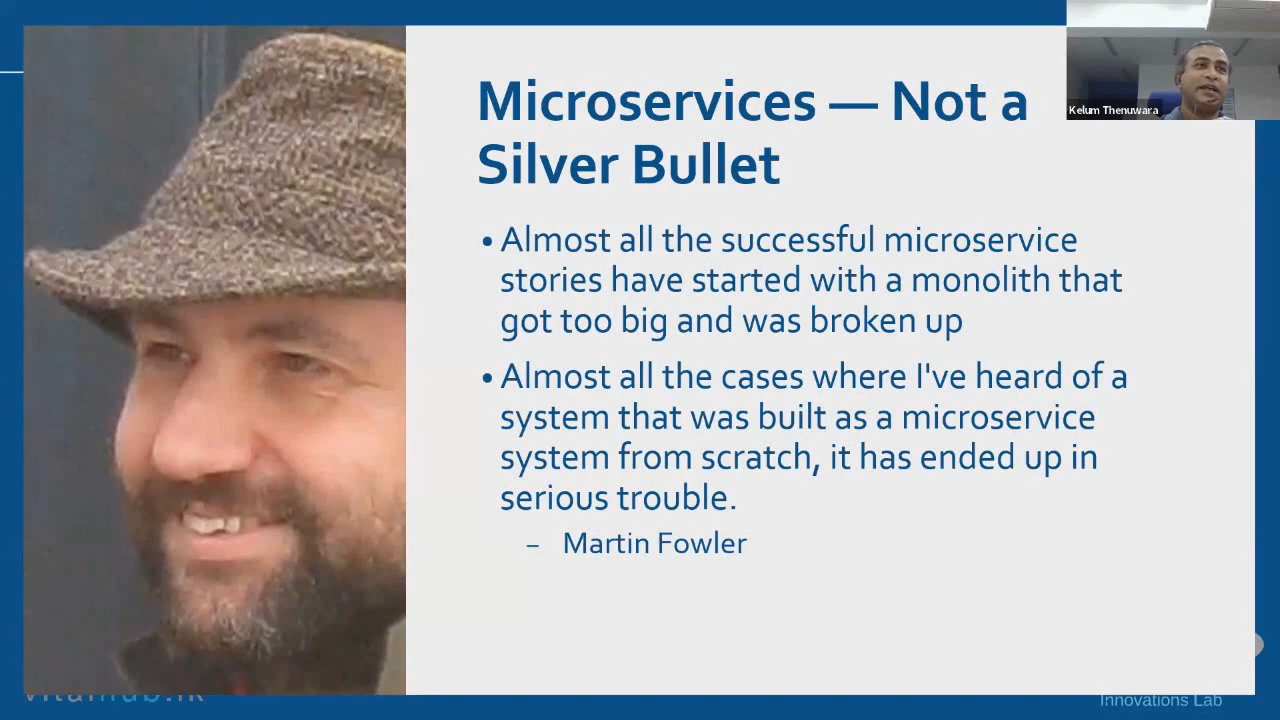 Microservices — Not a
Silver Bullet
Kelum Thenuwara
• Almost all the successful microservice
stories have started with a monolith that
got too big and was broken up
• Almost all the cases where I've heard of a
system that was built as a microservice
system from scratch, it has ended up in
serious trouble.
– Martin Fowler
Innovations Lab